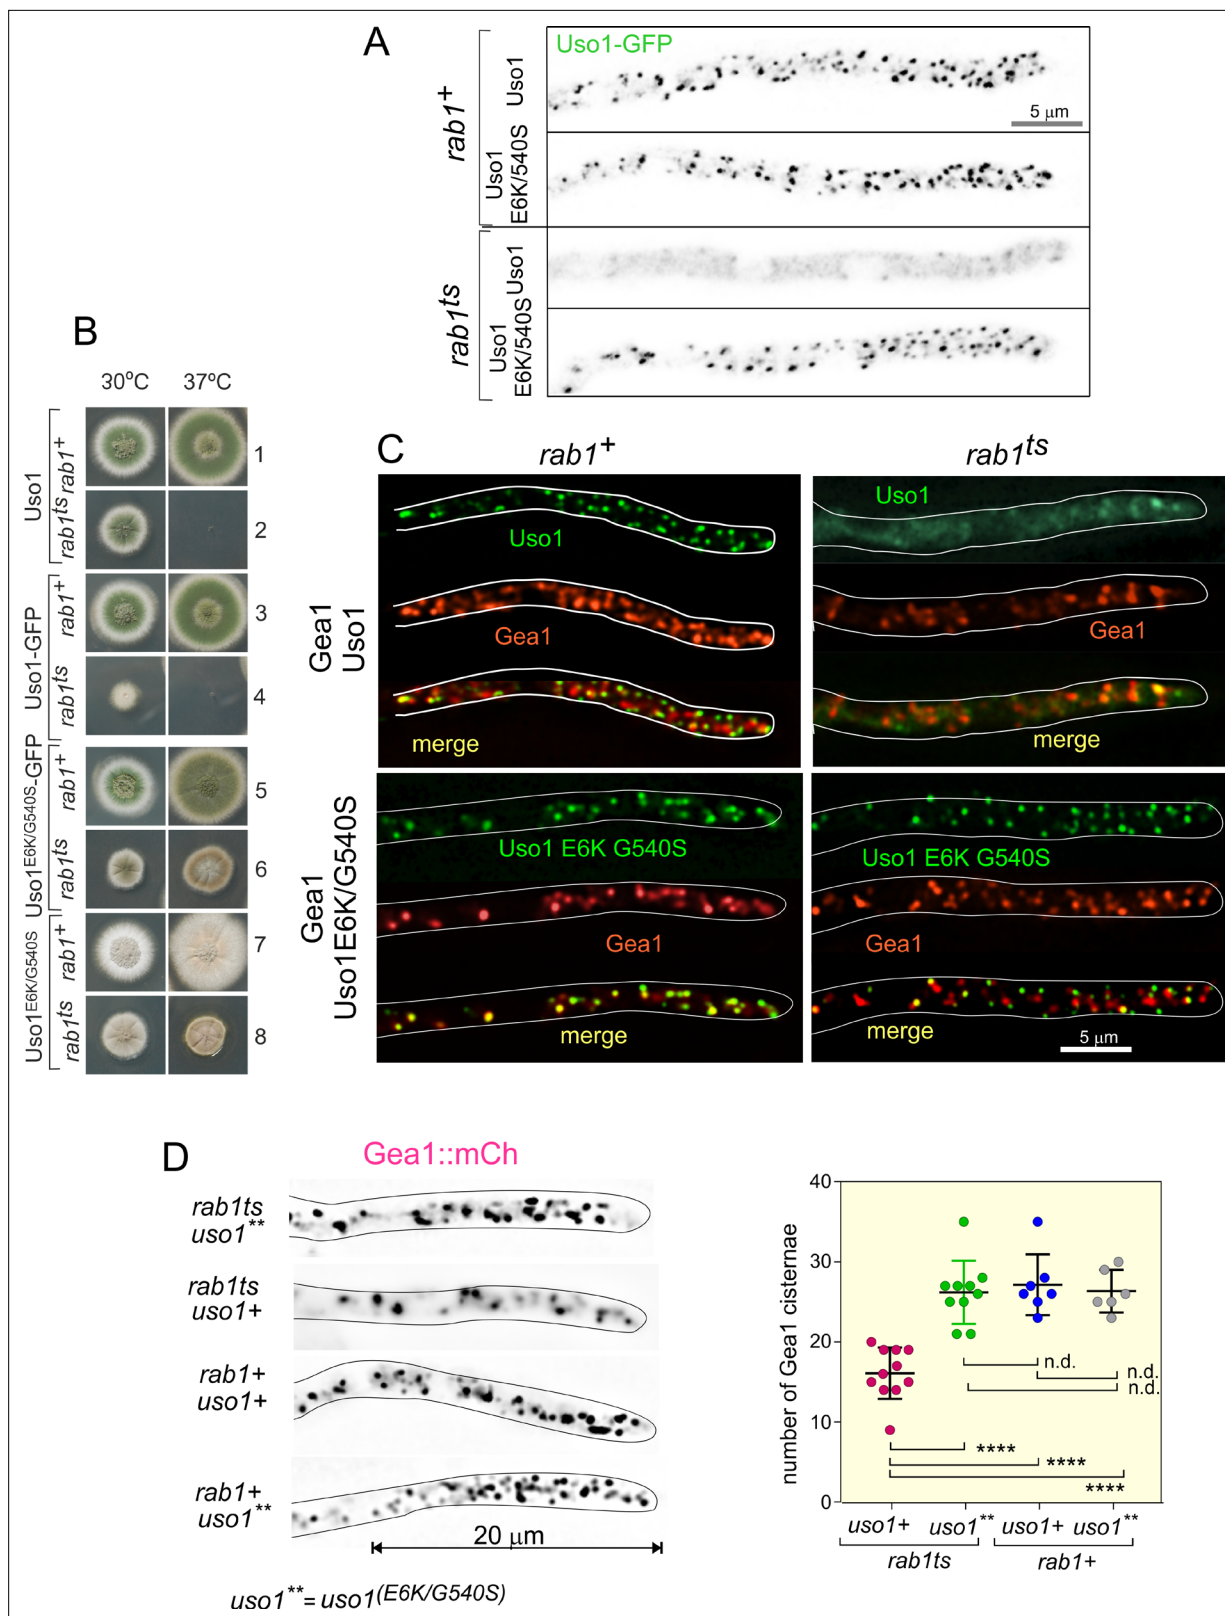 A
Uso1-GFP
rab1+
Uso1
5 μm
Uso1
E6K/540S
rab1ts
Uso1
Uso1
E6K/540S
B
30ºC 37ºC
Uso1
rab1+
1
rab1ts
2
Uso1-GFP
rab1+
3
rab1ts
4
Uso1E6K/G540S-GFP
rab1+
5
rab1ts
6
Uso1E6K/G540S
rab1+
7
rab1ts
8
C
rab1+
rab1ts
Gea1
Uso1
Uso1
Gea1
merge
Uso1
Gea1
merge
Gea1
Uso1E6K/G540S
Uso1 E6K G540S
Gea1
merge
Uso1 E6K G540S
Gea1
merge
5 μm
D
Gea1::mCh
rab1ts
uso1**
rab1ts
uso1+
rab1+
uso1+
rab1+
uso1**
20 μm
uso1**= uso1(E6K/G540S)
number of Gea1 cisternae
40
30
20
10
0
n.d.
n.d.
n.d.
****
****
****
uso1+ uso1** uso1+ uso1**
rab1ts rab1+